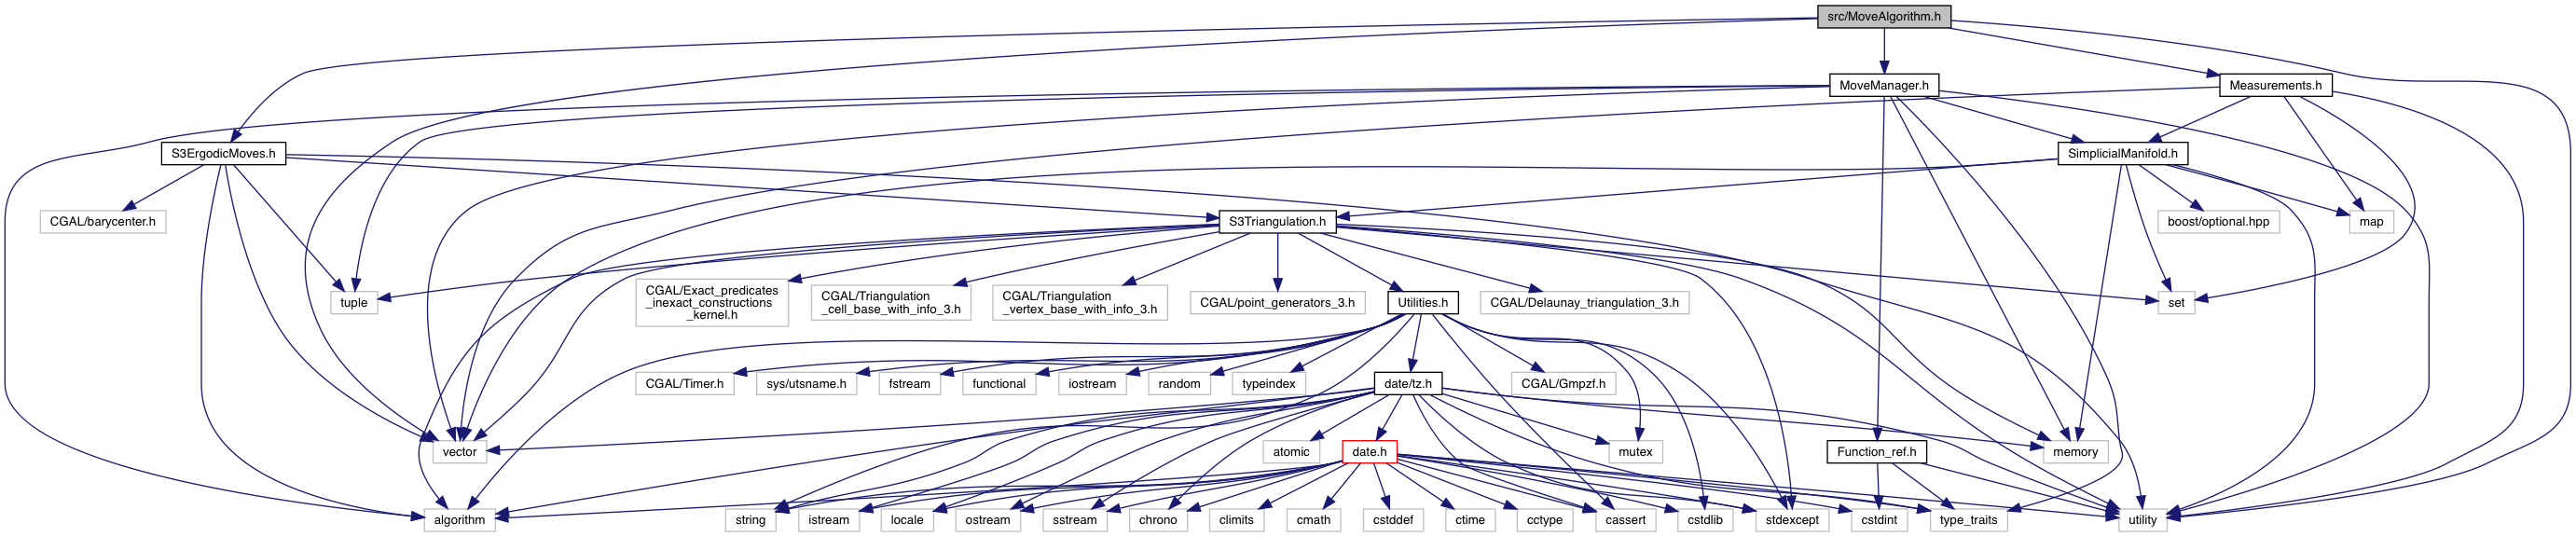 src/MoveAlgorithm.h
MoveManager.h
Measurements.h
S3ErgodicMoves.h
SimplicialManifold.h
CGAL/barycenter.h
S3Triangulation.h
boost/optional.hpp
map
tuple
CGAL/Exact_predicates
_inexact_constructions
_kernel.h
CGAL/Triangulation
_cell_base_with_info_3.h
CGAL/Triangulation
_vertex_base_with_info_3.h
CGAL/point_generators_3.h
Utilities.h
CGAL/Delaunay_triangulation_3.h
set
CGAL/Timer.h
sys/utsname.h
fstream
functional
iostream
random
typeindex
date/tz.h
CGAL/Gmpzf.h
vector
atomic
date.h
mutex
Function_ref.h
memory
algorithm
string
istream
locale
ostream
sstream
chrono
climits
cmath
cstddef
ctime
cctype
cassert
cstdlib
stdexcept
cstdint
type_traits
utility